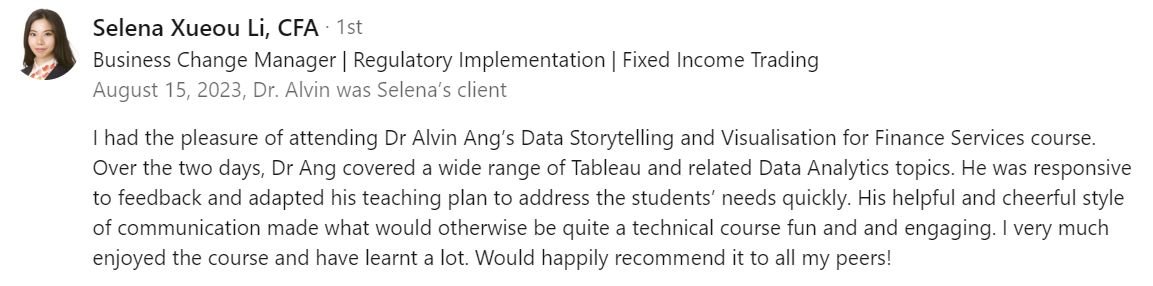 Selena Xueou Li, CFA · 1st
Business Change Manager | Regulatory Implementation | Fixed Income Trading
August 15, 2023, Dr. Alvin was Selena’s client
I had the pleasure of attending Dr Alvin Ang’s Data Storytelling and Visualisation for Finance Services course.
Over the two days, Dr Ang covered a wide range of Tableau and related Data Analytics topics. He was responsive
to feedback and adapted his teaching plan to address the students’ needs quickly. His helpful and cheerful style
of communication made what would otherwise be quite a technical course fun and and engaging. I very much
enjoyed the course and have learnt a lot. Would happily recommend it to all my peers!